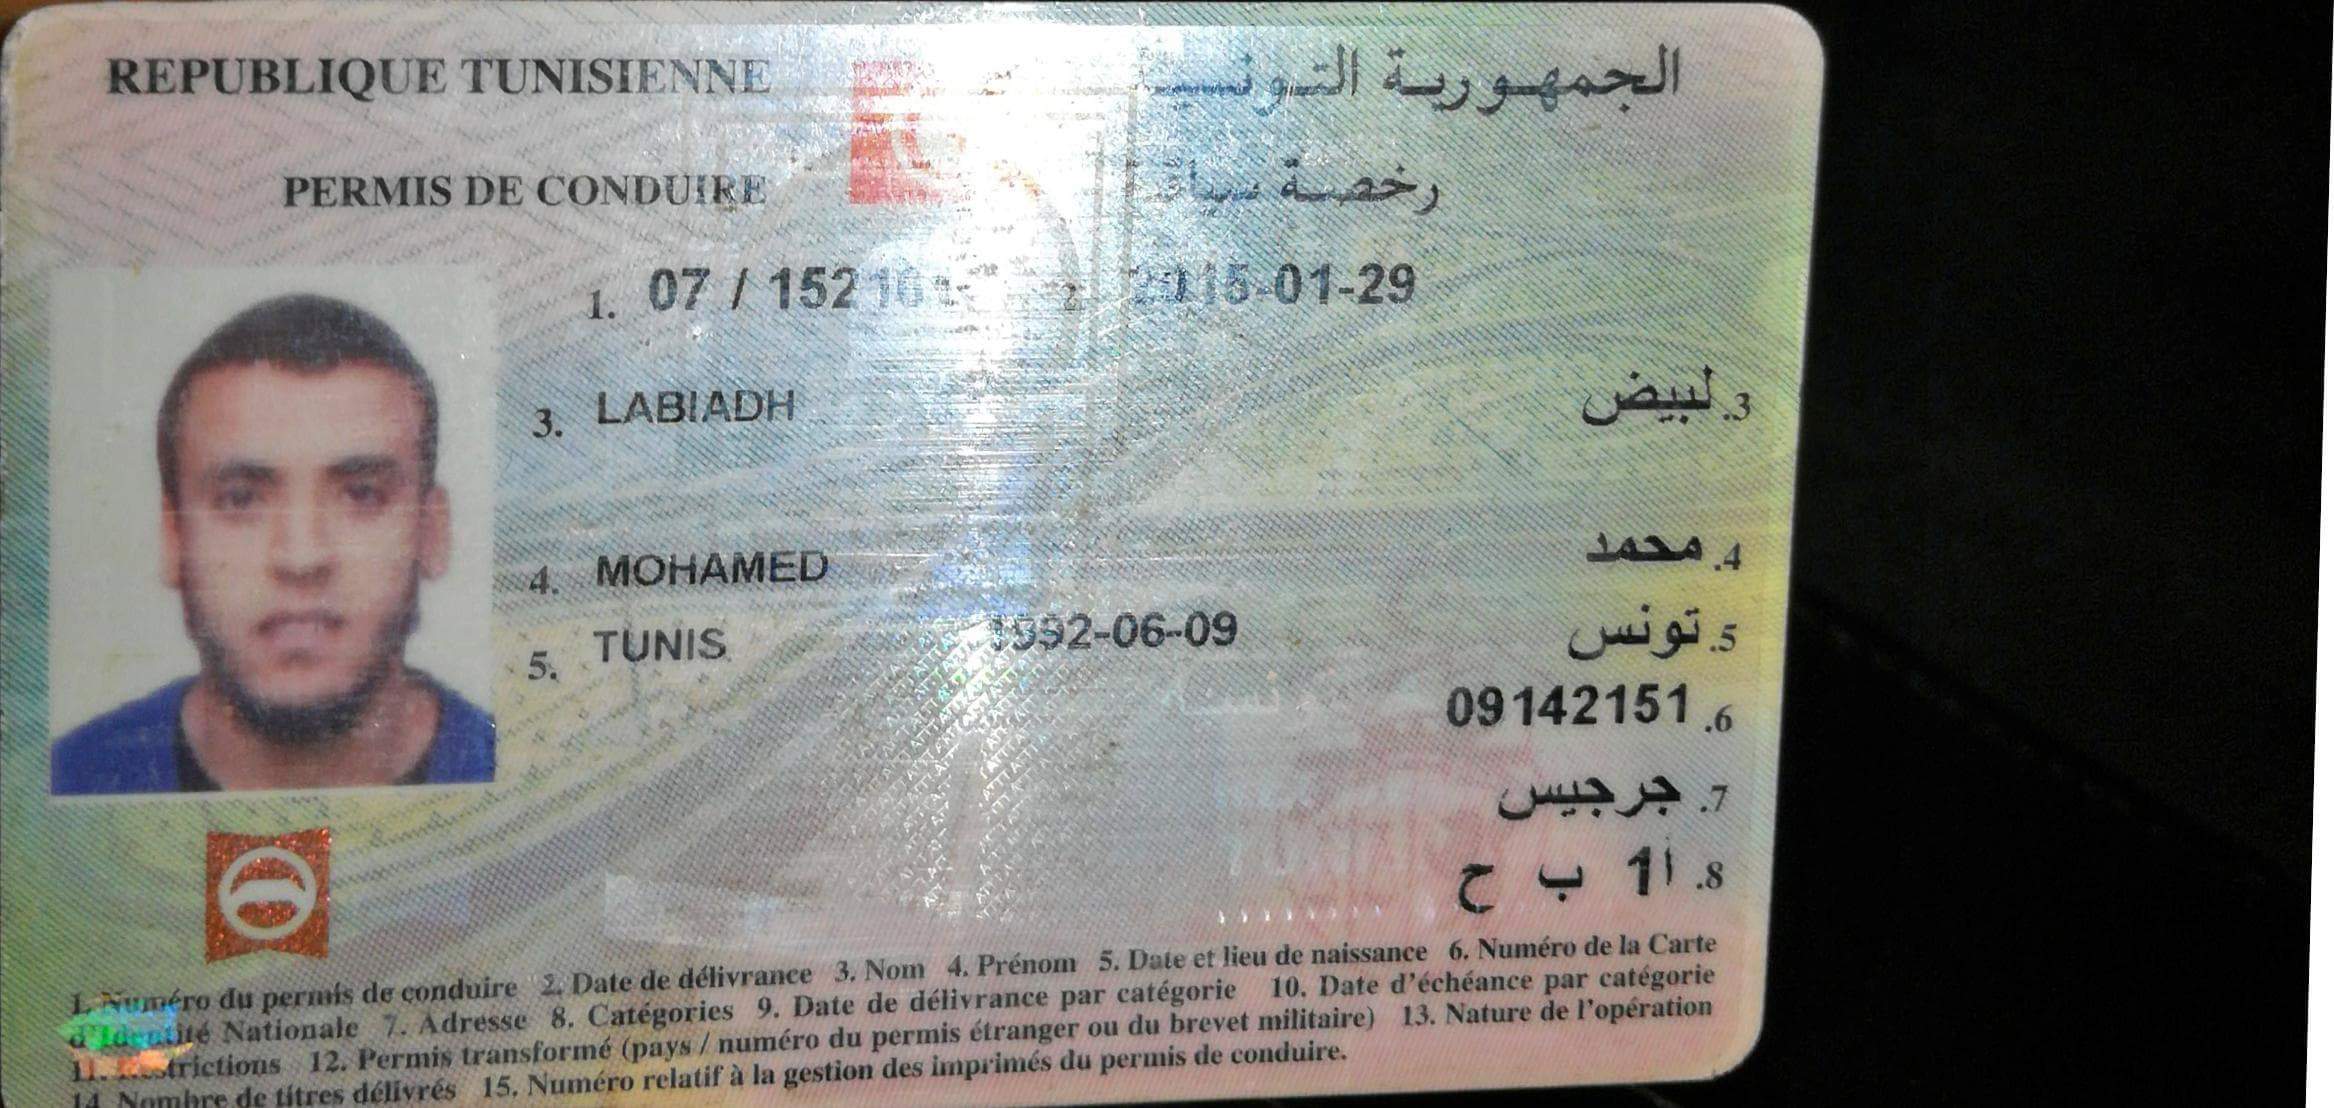 REPUBLIQUE TUNISIENNE الجمهورية التونسية
PERMIS DE CONDUIRE رخصة
1. 07 / 2. 2015-01-29
3. LABIADH 3. لبيض
4. MOHAMED 4. محمد
5. TUNIS 1992-06-09 5. تونس
6. 09142151
7. جرجيس
8. أ1 ب ح
1. Numéro du permis de conduire 2. Date de délivrance 3. Nom 4. Prénom 5. Date et lieu de naissance 6. Numéro de la Carte
d'Identité Nationale 7. Adresse 8. Catégories 9. Date de délivrance par catégorie 10. Date d'échéance par catégorie
11. Restrictions 12. Permis transformé (pays / numéro du permis étranger ou du brevet militaire) 13. Nature de l'opération
14. Nombre de titres délivrés 15. Numéro relatif à la gestion des imprimés du permis de conduire.